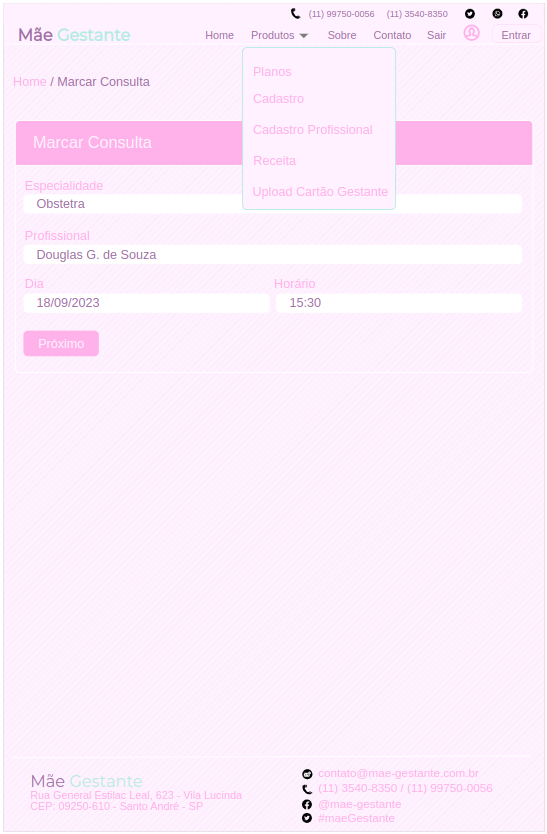 (11) 99750-0056 (11) 3540-8350
Mãe Gestante
Home Produtos Sobre Contato Sair Entrar
Planos
Cadastro
Cadastro Profissional
Receita
Upload Cartão Gestante
Home / Marcar Consulta
Marcar Consulta
Especialidade
Obstetra
Profissional
Douglas G. de Souza
Dia Horário
18/09/2023 15:30
Próximo
Mãe Gestante
Rua General Estilac Leal, 623 - Vila Lucinda
CEP: 09250-610 - Santo André - SP
contato@mae-gestante.com.br
(11) 3540-8350 / (11) 99750-0056
@mae-gestante
#maeGestante